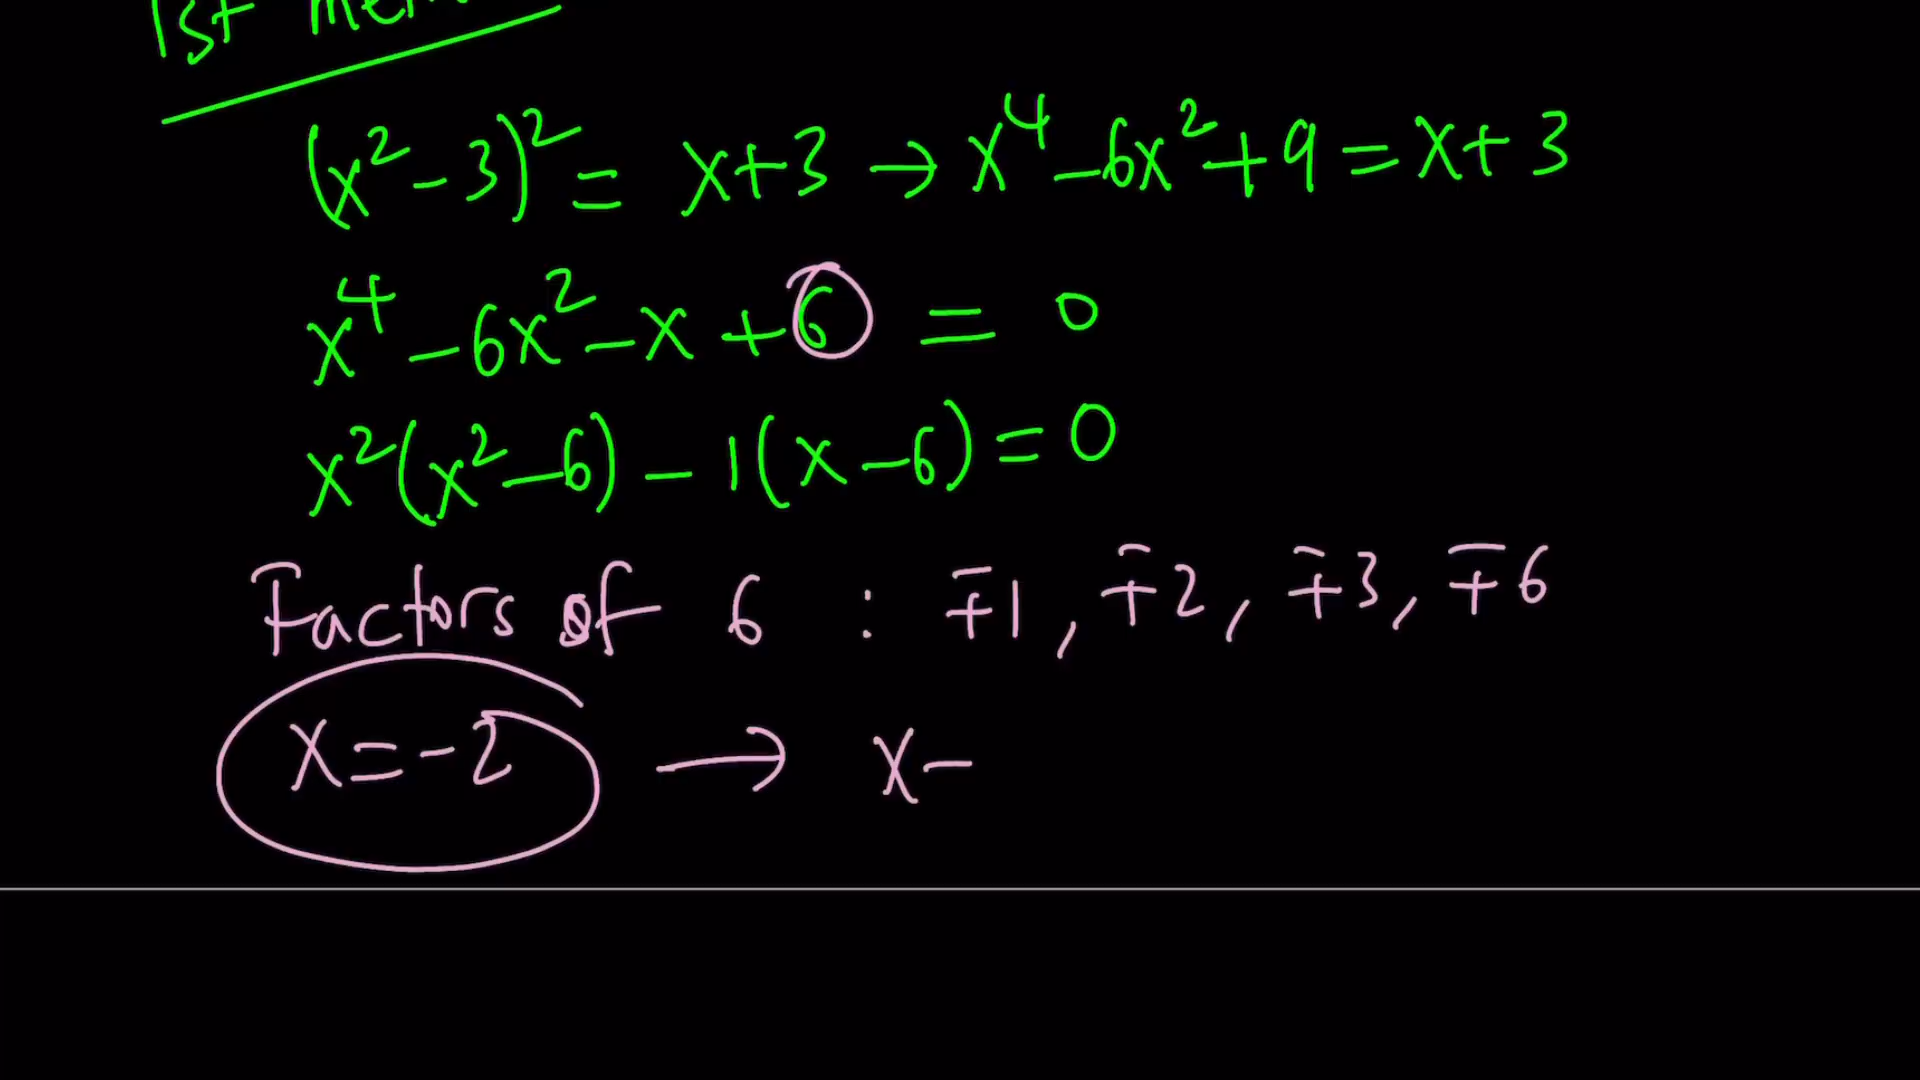 1st
(x²-3)² = x+3 → x⁴-6x²+9=x+3
x⁴-6x²-x+6 = 0
x²(x²-6)-1(x-6)=0
Factors of 6 : ∓1, ∓2, ∓3, ∓6
x=-2 → x-